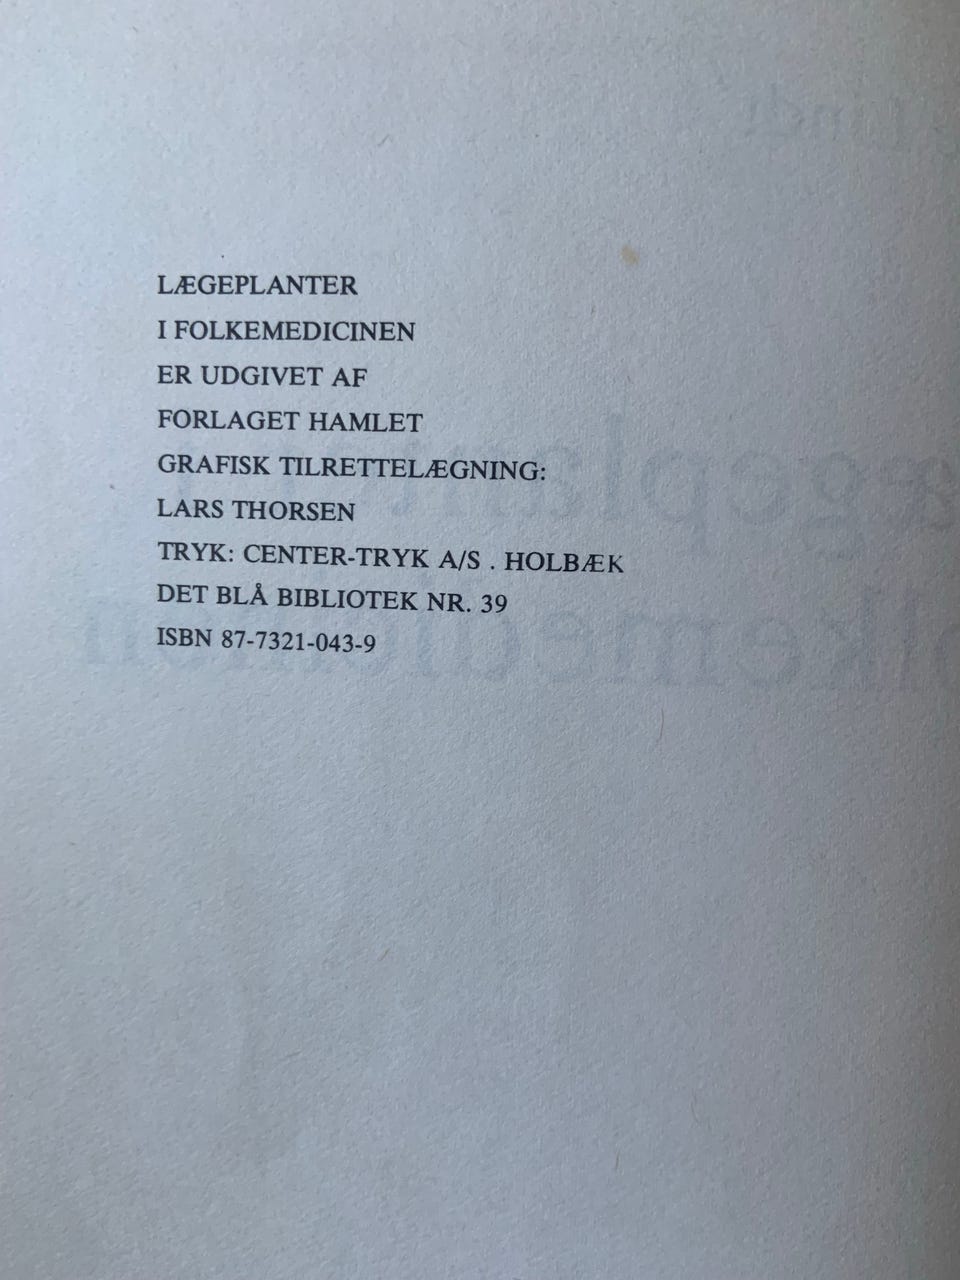 LÆGEPLANTER
I FOLKEMEDICINEN
ER UDGIVET AF
FORLAGET HAMLET
GRAFISK TILRETTELÆGNING:
LARS THORSEN
TRYK: CENTER-TRYK A/S . HOLBÆK
DET BLÅ BIBLIOTEK NR. 39
ISBN 87-7321-043-9